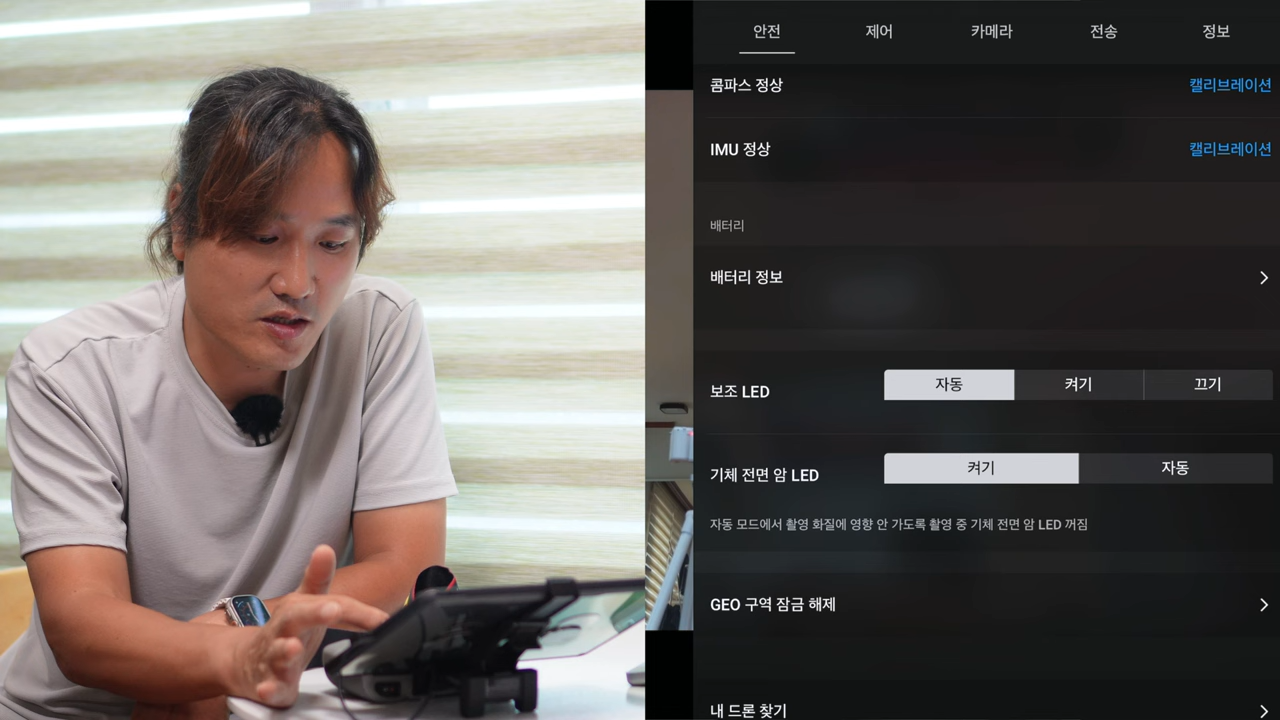 안전 제어 카메라 전송 정보
콤파스 정상 캘리브레이션
IMU 정상 캘리브레이션
배터리
배터리 정보
보조 LED 자동 켜기 끄기
기체 전면 암 LED 켜기 자동
자동 모드에서 촬영 화질에 영향 안 가도록 촬영 중 기체 전면 암 LED 꺼짐
GEO 구역 잠금 해제
내 드론 찾기